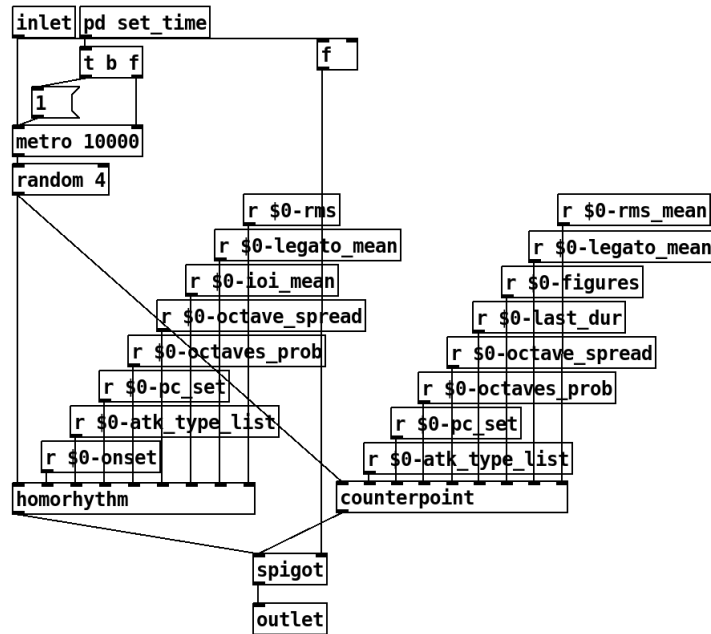 inlet
pd set_time
t b f
f
1
metro 10000
random 4
r $0-rms
r $0-rms_mean
r $0-legato_mean
r $0-legato_mean
r $0-ioi_mean
r $0-figures
r $0-octave_spread
r $0-last_dur
r $0-octaves_prob
r $0-octave_spread
r $0-pc_set
r $0-octaves_prob
r $0-atk_type_list
r $0-pc_set
r $0-onset
r $0-atk_type_list
homorhythm
counterpoint
spigot
outlet